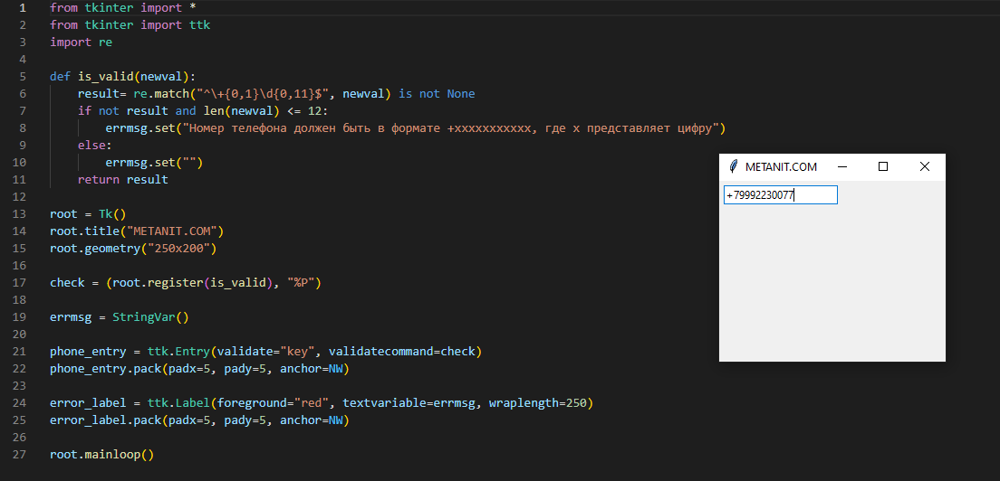 1 from tkinter import *
2 from tkinter import ttk
3 import re
4
5 def is_valid(newval):
6     result= re.match("^\+{0,1}\d{0,11}$", newval) is not None
7     if not result and len(newval) <= 12:
8         errmsg.set("Номер телефона должен быть в формате +xxxxxxxxxxx, где x представляет цифру")
9     else:
10         errmsg.set("")
11     return result
12
13 root = Tk()
14 root.title("METANIT.COM")
15 root.geometry("250x200")
16
17 check = (root.register(is_valid), "%P")
18
19 errmsg = StringVar()
20
21 phone_entry = ttk.Entry(validate="key", validatecommand=check)
22 phone_entry.pack(padx=5, pady=5, anchor=NW)
23
24 error_label = ttk.Label(foreground="red", textvariable=errmsg, wraplength=250)
25 error_label.pack(padx=5, pady=5, anchor=NW)
26
27 root.mainloop()
METANIT.COM
+79992230077